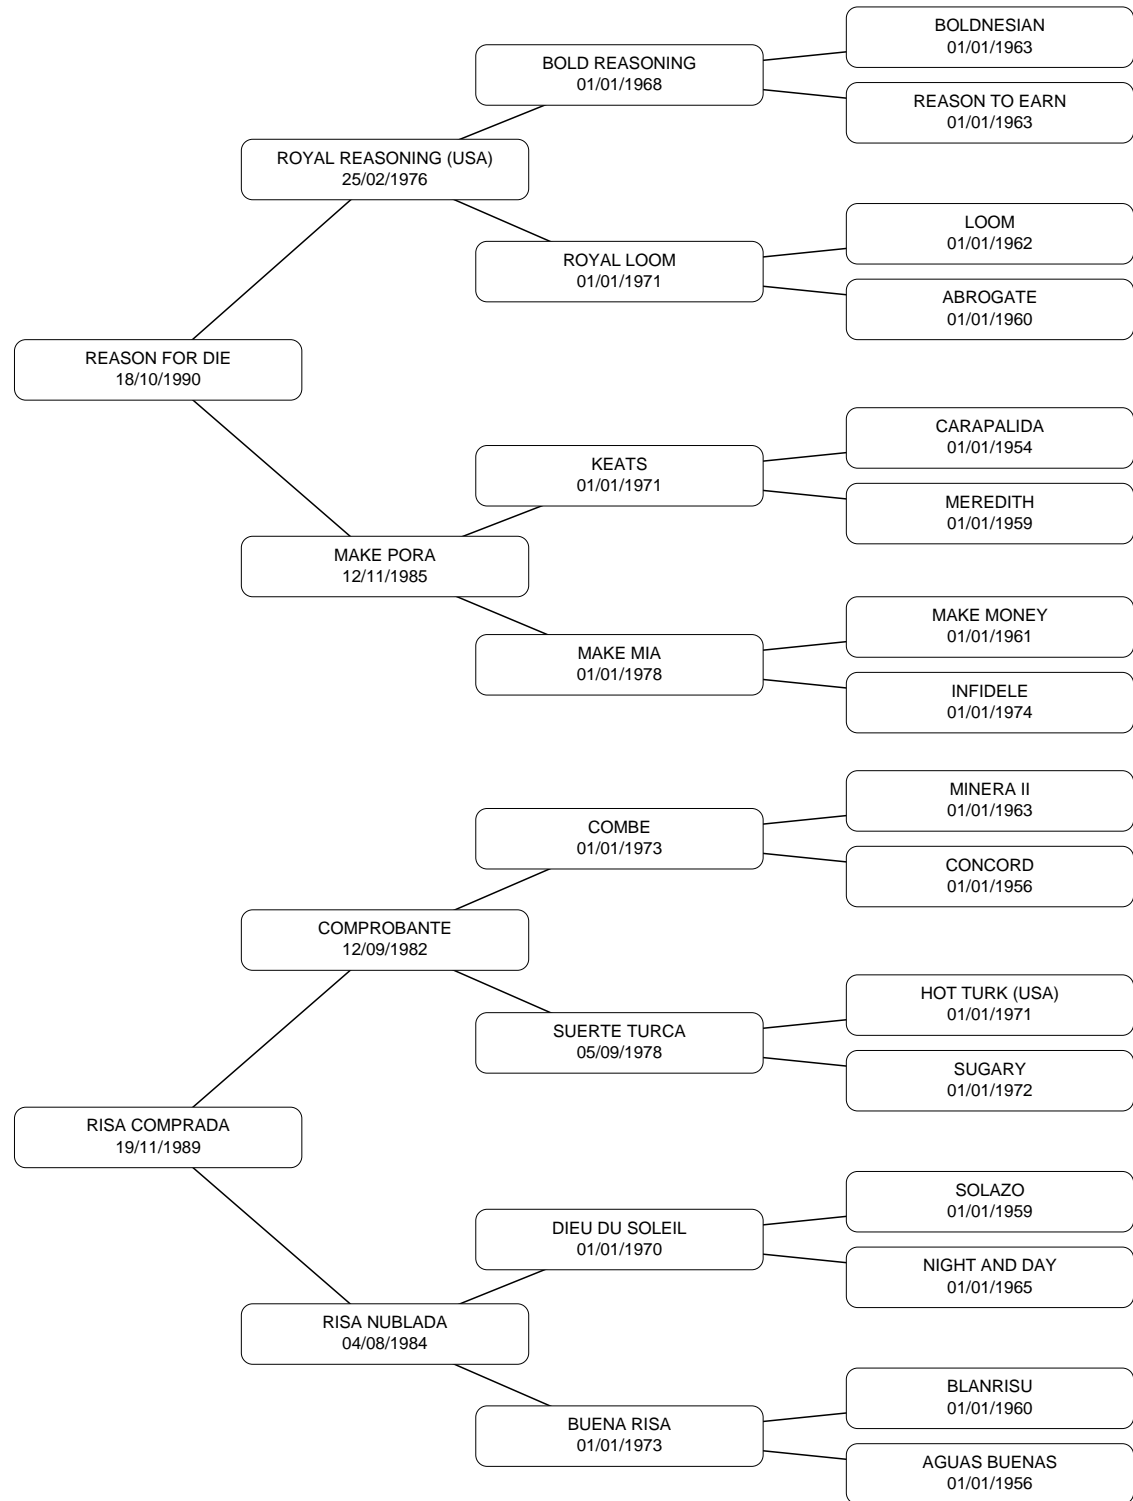 BOLDNESIAN
01/01/1963
BOLD REASONING
01/01/1968
REASON TO EARN
01/01/1963
ROYAL REASONING (USA)
25/02/1976
LOOM
01/01/1962
ROYAL LOOM
01/01/1971
ABROGATE
01/01/1960
REASON FOR DIE
18/10/1990
CARAPALIDA
01/01/1954
KEATS
01/01/1971
MEREDITH
01/01/1959
MAKE PORA
12/11/1985
MAKE MONEY
01/01/1961
MAKE MIA
01/01/1978
INFIDELE
01/01/1974
MINERA II
01/01/1963
COMBE
01/01/1973
CONCORD
01/01/1956
COMPROBANTE
12/09/1982
HOT TURK (USA)
01/01/1971
SUERTE TURCA
05/09/1978
SUGARY
01/01/1972
RISA COMPRADA
19/11/1989
SOLAZO
01/01/1959
DIEU DU SOLEIL
01/01/1970
NIGHT AND DAY
01/01/1965
RISA NUBLADA
04/08/1984
BLANRISU
01/01/1960
BUENA RISA
01/01/1973
AGUAS BUENAS
01/01/1956